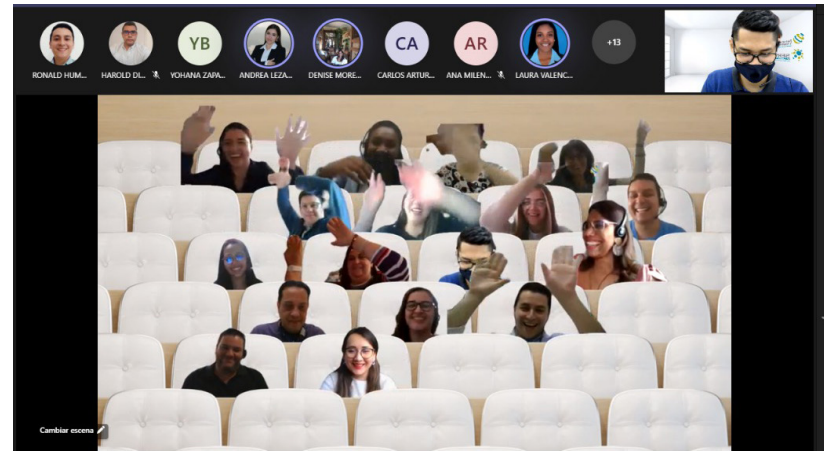 YB
CA
AR
+13
RONALD HUM...
HAROLD DI...
YOHANA ZAPA...
ANDREA LEZA...
DENISE MORE...
CARLOS ARTUR...
ANA MILEN...
LAURA VALENC...
Cambiar escena